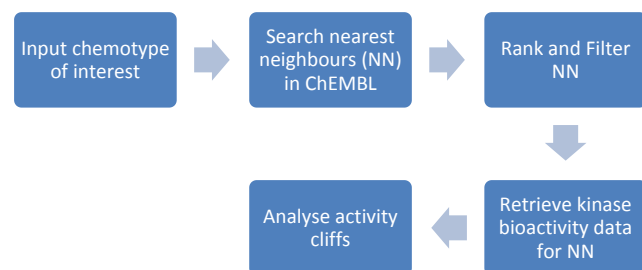 Input chemotype
of interest
Search nearest
neighbours (NN)
in ChEMBL
Rank and Filter
NN
Retrieve kinase
bioactivity data
for NN
Analyse activity
cliffs